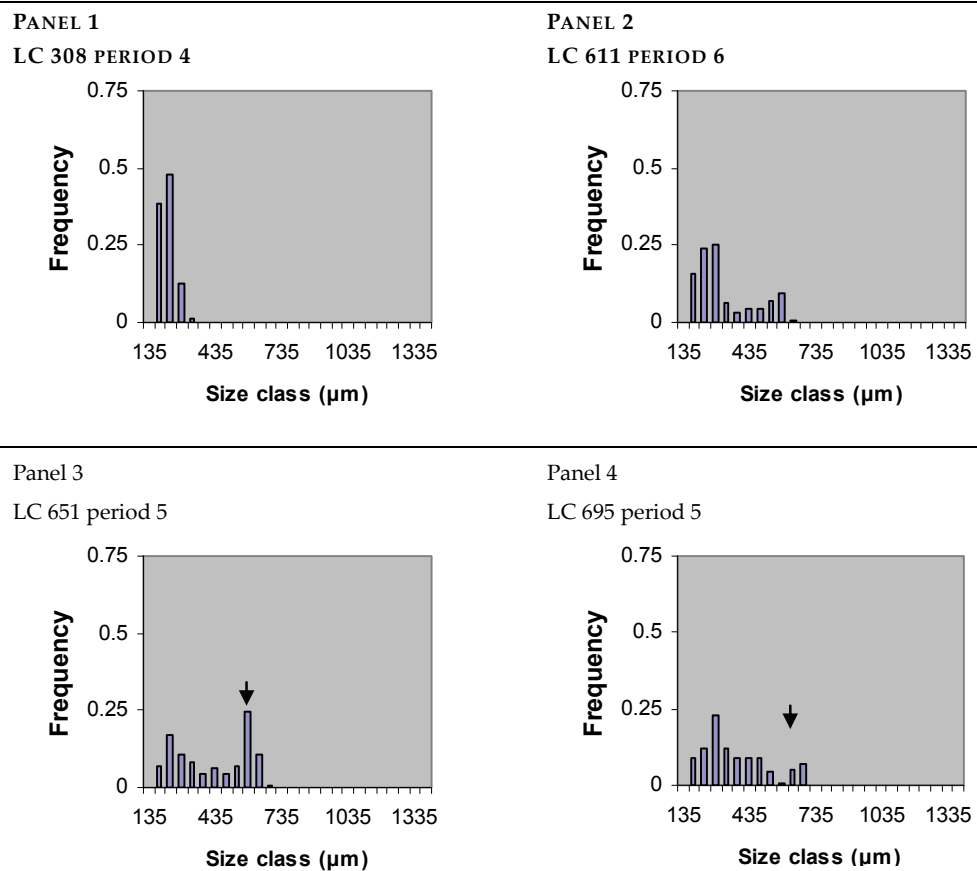 PANEL 1
LC 308 PERIOD 4
0.75
0.5
0.25
0
Frequency
135 435 735 1035 1335
Size class (µm)
PANEL 2
LC 611 PERIOD 6
0.75
0.5
0.25
0
Frequency
135 435 735 1035 1335
Size class (µm)
Panel 3
LC 651 period 5
0.75
0.5
0.25
0
Frequency
135 435 735 1035 1335
Size class (µm)
Panel 4
LC 695 period 5
0.75
0.5
0.25
0
Frequency
135 435 735 1035 1335
Size class (µm)